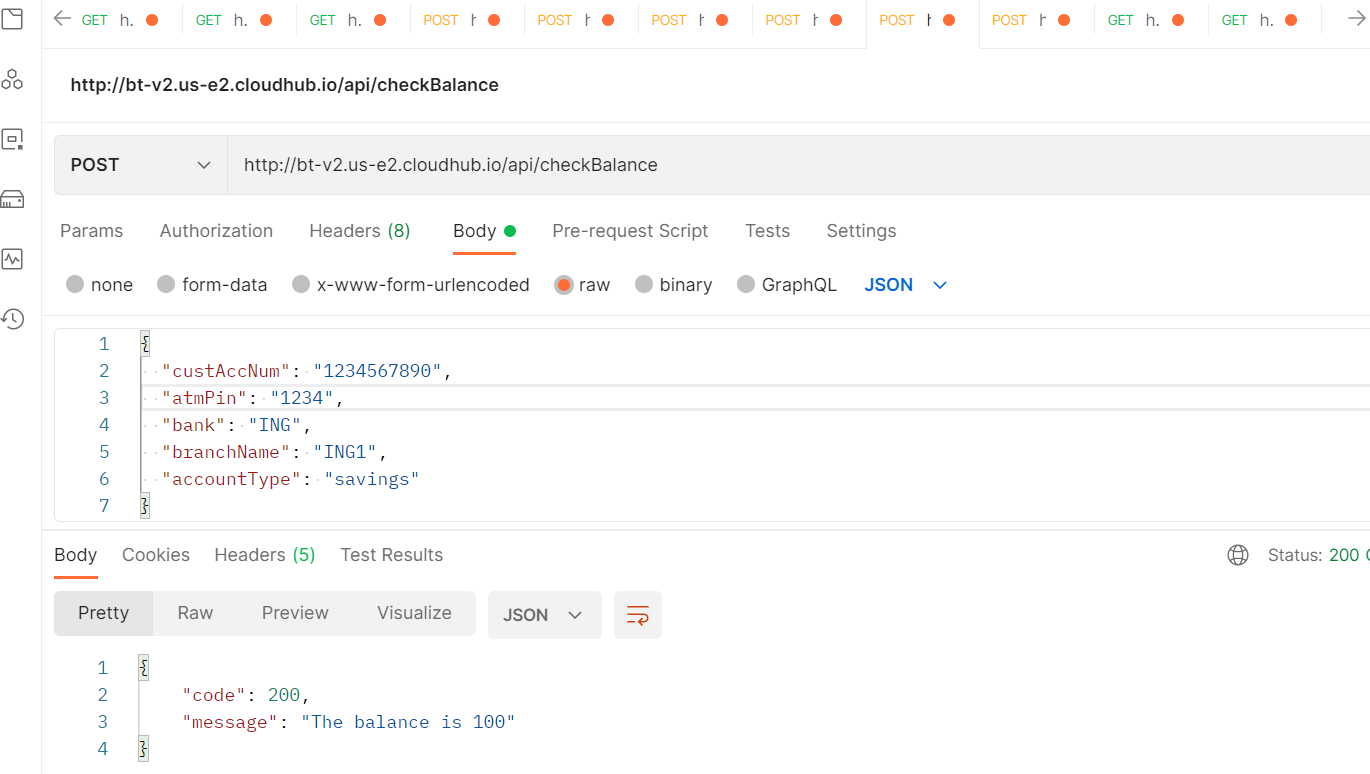 GET h. GET h. GET h. POST h POST h POST h POST h POST h POST h GET h. GET h.
http://bt-v2.us-e2.cloudhub.io/api/checkBalance
POST http://bt-v2.us-e2.cloudhub.io/api/checkBalance
Params Authorization Headers (8) Body Pre-request Script Tests Settings
none form-data x-www-form-urlencoded raw binary GraphQL JSON
1 {
2 "custAccNum": "1234567890",
3 "atmPin": "1234",
4 "bank": "ING",
5 "branchName": "ING1",
6 "accountType": "savings"
7 }
Body Cookies Headers (5) Test Results Status: 200
Pretty Raw Preview Visualize JSON
1 {
2 "code": 200,
3 "message": "The balance is 100"
4 }